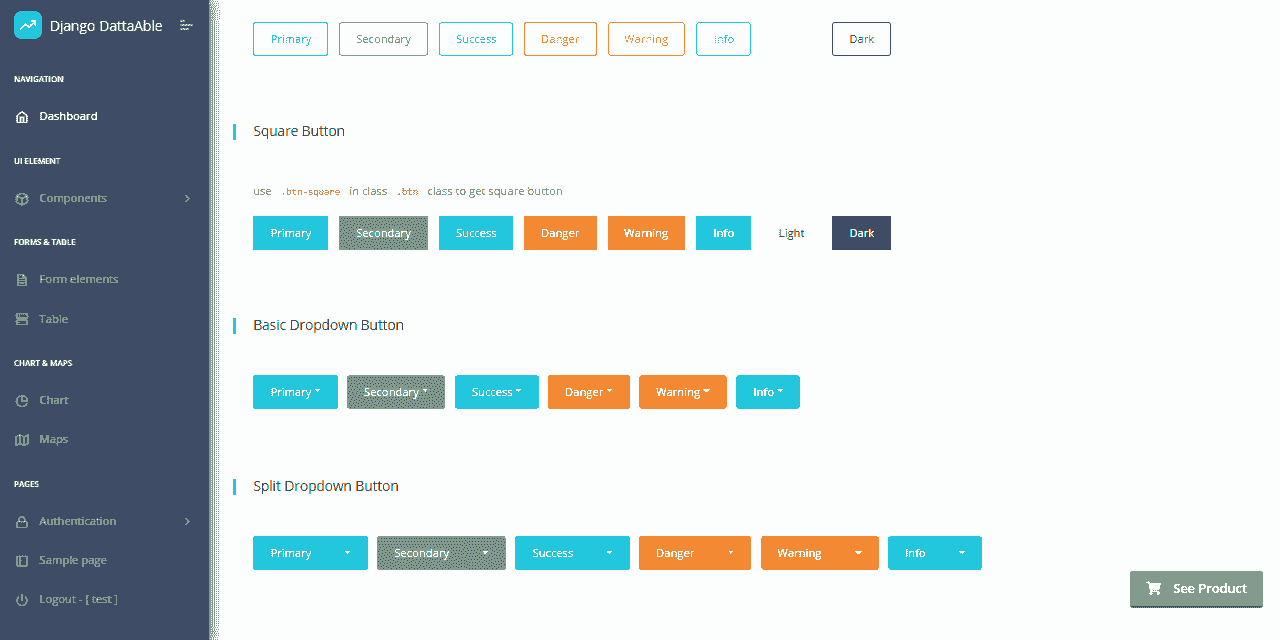 Django DattaAble
NAVIGATION
Dashboard
UI ELEMENT
Components
FORMS & TABLE
Form elements
Table
CHART & MAPS
Chart
Maps
PAGES
Authentication
Sample page
Logout - [ test ]
Primary Secondary Success Danger Warning Info Dark
Square Button
use .btn-square in class .btn class to get square button
Primary Secondary Success Danger Warning Info Light Dark
Basic Dropdown Button
Primary Secondary Success Danger Warning Info
Split Dropdown Button
Primary Secondary Success Danger Warning Info
See Product